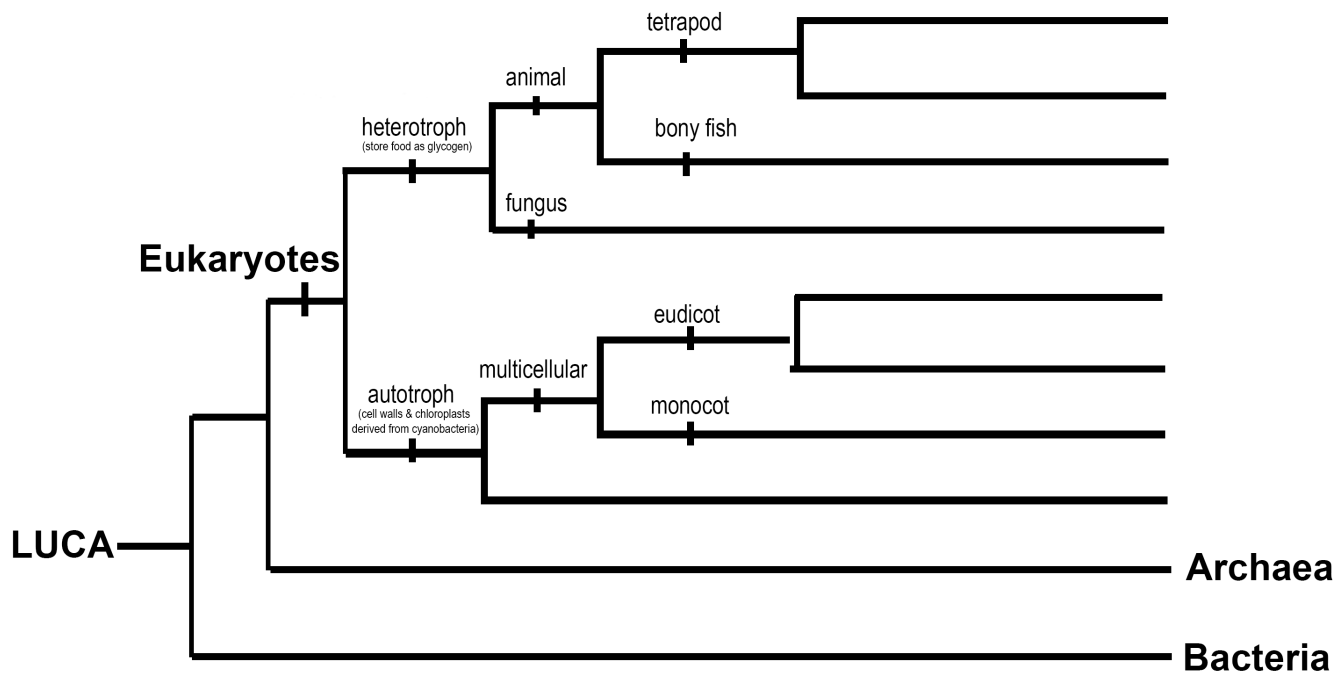 tetrapod
animal
bony fish
heterotroph
(store food as glycogen)
fungus
Eukaryotes
eudicot
multicellular
autotroph
(cell walls & chloroplasts
derived from cyanobacteria)
monocot
LUCA
Archaea
Bacteria